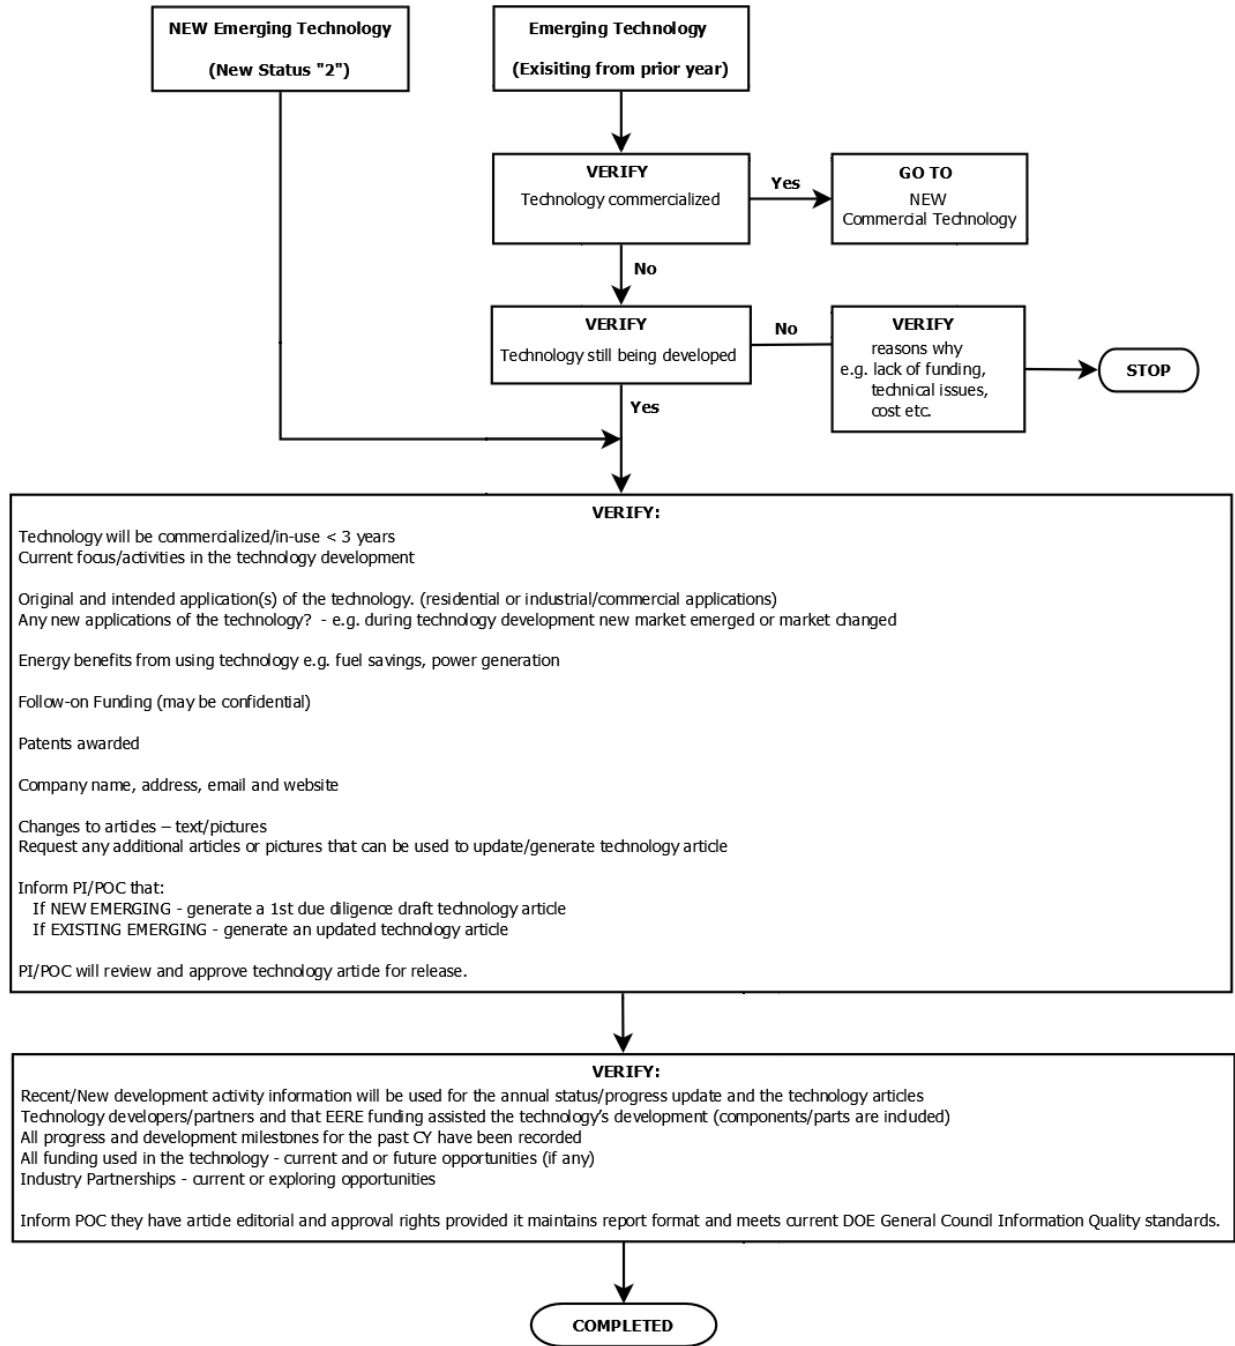 NEW Emerging Technology
(New Status "2")
Emerging Technology
(Exisiting from prior year)
VERIFY
Technology commercialized
Yes
GO TO
NEW
Commercial Technology
No
VERIFY
Technology still being developed
No
VERIFY
reasons why
e.g. lack of funding,
technical issues,
cost etc.
STOP
Yes
VERIFY:
Technology will be commercialized/in-use < 3 years
Current focus/activities in the technology development
Original and intended application(s) of the technology. (residential or industrial/commercial applications)
Any new applications of the technology? - e.g. during technology development new market emerged or market changed
Energy benefits from using technology e.g. fuel savings, power generation
Follow-on Funding (may be confidential)
Patents awarded
Company name, address, email and website
Changes to articles – text/pictures
Request any additional articles or pictures that can be used to update/generate technology article
Inform PI/POC that:
If NEW EMERGING - generate a 1st due diligence draft technology article
If EXISTING EMERGING - generate an updated technology article
PI/POC will review and approve technology article for release.
VERIFY:
Recent/New development activity information will be used for the annual status/progress update and the technology articles
Technology developers/partners and that EERE funding assisted the technology's development (components/parts are included)
All progress and development milestones for the past CY have been recorded
All funding used in the technology - current and or future opportunities (if any)
Industry Partnerships - current or exploring opportunities
Inform POC they have article editorial and approval rights provided it maintains report format and meets current DOE General Council Information Quality standards.
COMPLETED